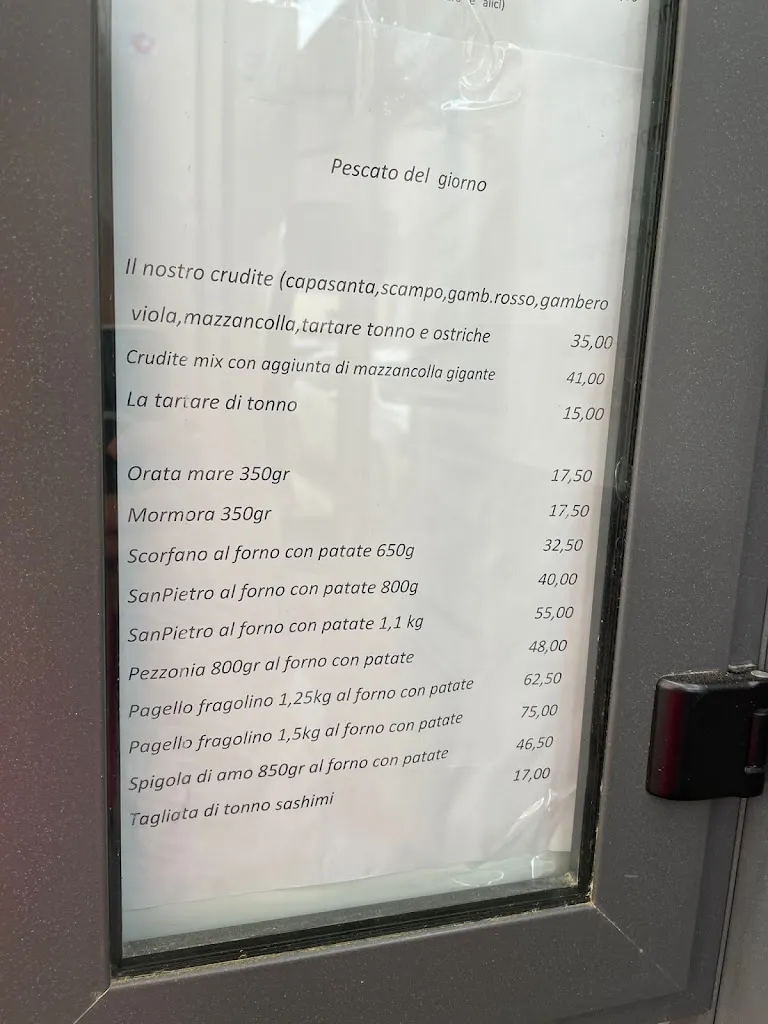 e alici)
Pescato del giorno
Il nostro crudite (capasanta,scampo,gamb.rosso,gambero
viola,mazzancolla,tartare tonno e ostriche 35,00
Crudite mix con aggiunta di mazzancolla gigante 41,00
La tartare di tonno 15,00
Orata mare 350gr 17,50
Mormora 350gr 17,50
Scorfano al forno con patate 650g 32,50
SanPietro al forno con patate 800g 40,00
SanPietro al forno con patate 1,1 kg 55,00
Pezzonia 800gr al forno con patate 48,00
Pagello fragolino 1,25kg al forno con patate 62,50
Pagello fragolino 1,5kg al forno con patate 75,00
Spigola di amo 850gr al forno con patate 46,50
Tagliata di tonno sashimi 17,00